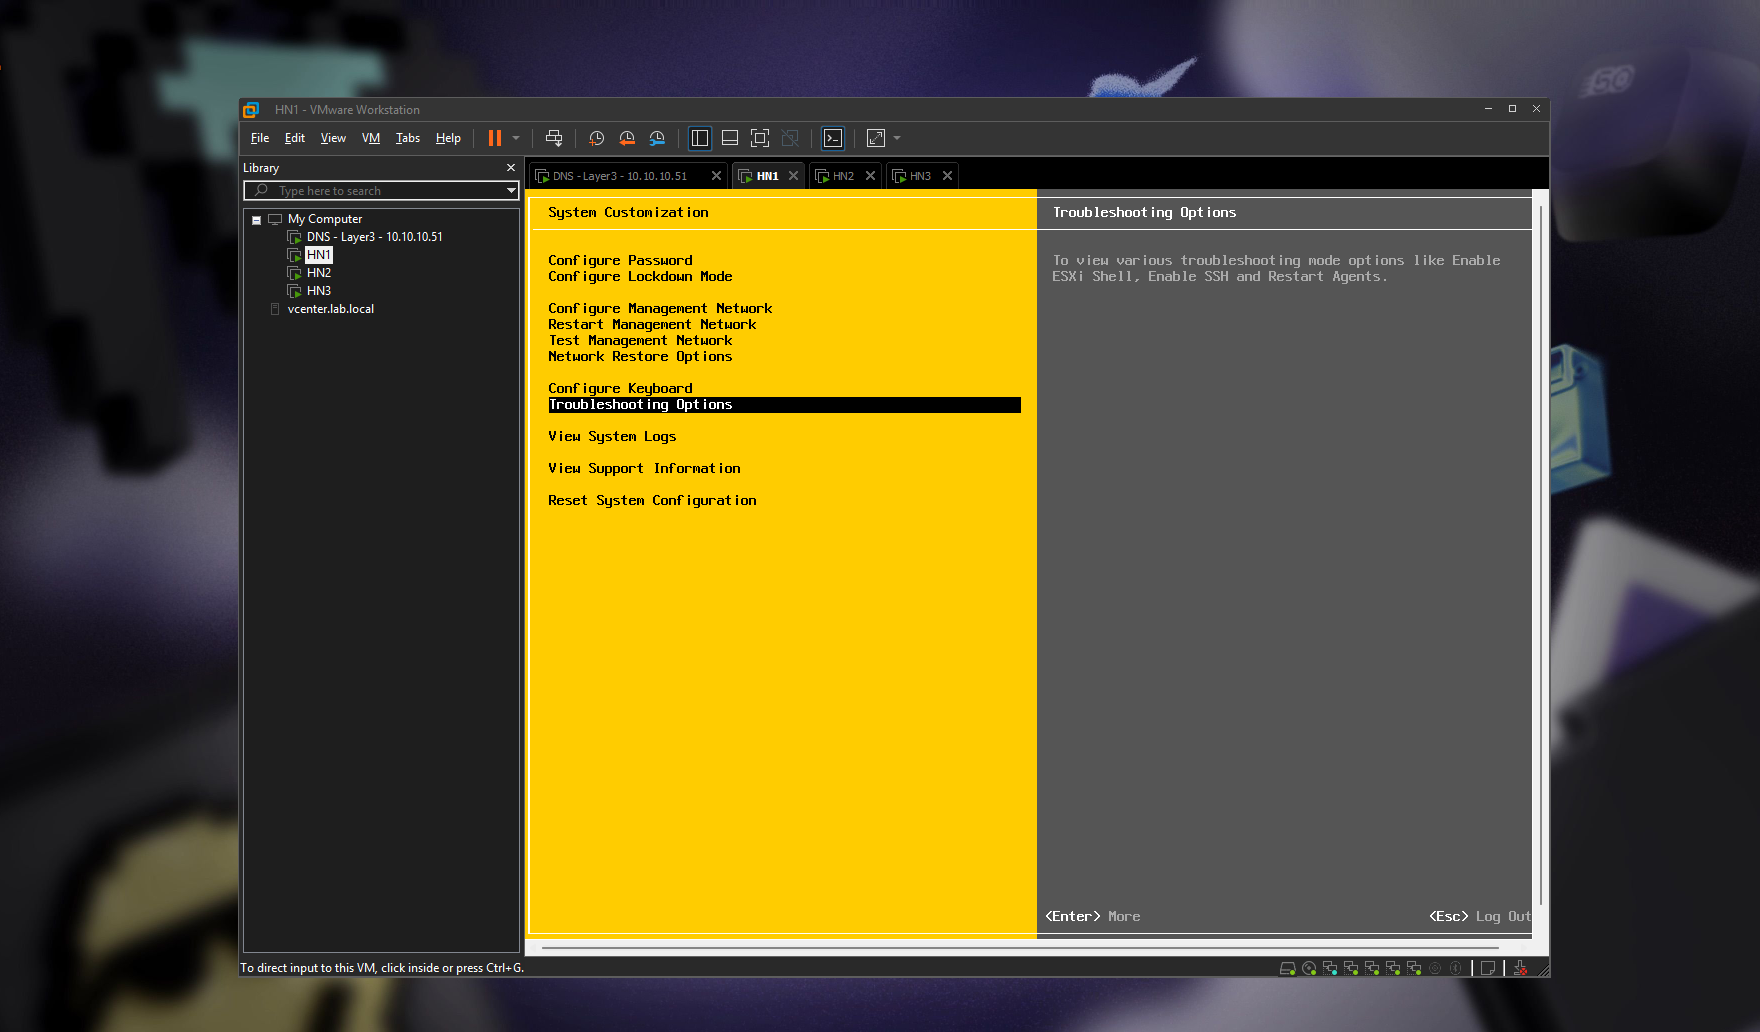 HN1 - VMware Workstation
File Edit View VM Tabs Help
Library
Type here to search
My Computer
DNS - Layer3 - 10.10.10.51
HN1
HN2
HN3
vcenter.lab.local
DNS - Layer3 - 10.10.10.51 HN1 HN2 HN3
System Customization
Configure Password
Configure Lockdown Mode
Configure Management Network
Restart Management Network
Test Management Network
Network Restore Options
Configure Keyboard
Troubleshooting Options
View System Logs
View Support Information
Reset System Configuration
Troubleshooting Options
To view various troubleshooting mode options like Enable
ESXi Shell, Enable SSH and Restart Agents.
<Enter> More <Esc> Log Out
To direct input to this VM, click inside or press Ctrl+G.